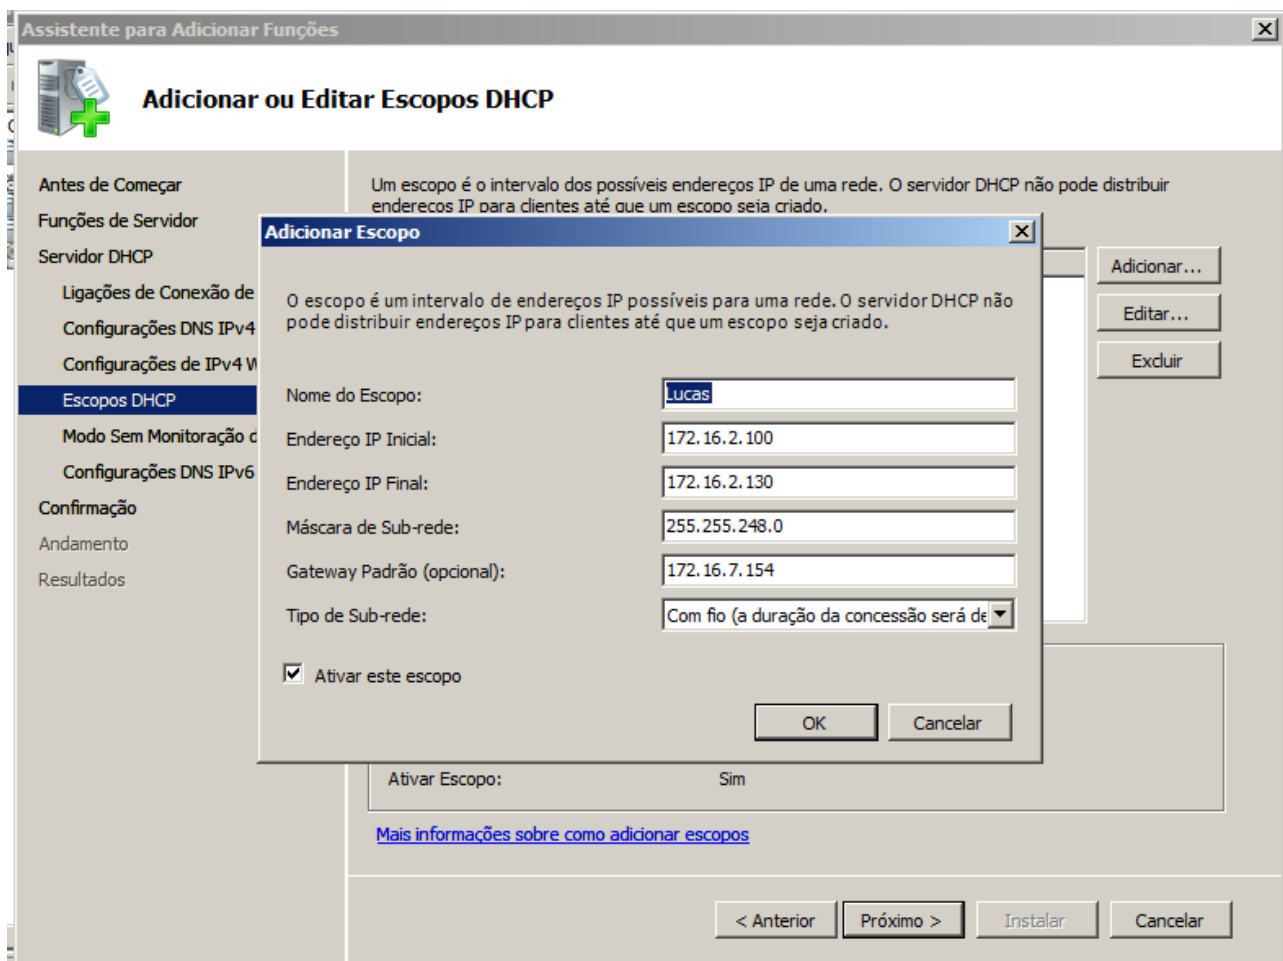 Assistente para Adicionar Funções
Adicionar ou Editar Escopos DHCP
Antes de Começar
Funções de Servidor
Servidor DHCP
Ligações de Conexão de
Configurações DNS IPv4
Configurações de IPv4 W
Escopos DHCP
Modo Sem Monitoração d
Configurações DNS IPv6
Confirmação
Andamento
Resultados
Um escopo é o intervalo dos possíveis endereços IP de uma rede. O servidor DHCP não pode distribuir
endereços IP para clientes até que um escopo seja criado.
Adicionar...
Editar...
Excluir
Adicionar Escopo
O escopo é um intervalo de endereços IP possíveis para uma rede. O servidor DHCP não
pode distribuir endereços IP para clientes até que um escopo seja criado.
Nome do Escopo: Lucas
Endereço IP Inicial: 172.16.2.100
Endereço IP Final: 172.16.2.130
Máscara de Sub-rede: 255.255.248.0
Gateway Padrão (opcional): 172.16.7.154
Tipo de Sub-rede: Com fio (a duração da concessão será de
Ativar este escopo
OK Cancelar
Ativar Escopo: Sim
Mais informações sobre como adicionar escopos
< Anterior Próximo > Instalar Cancelar